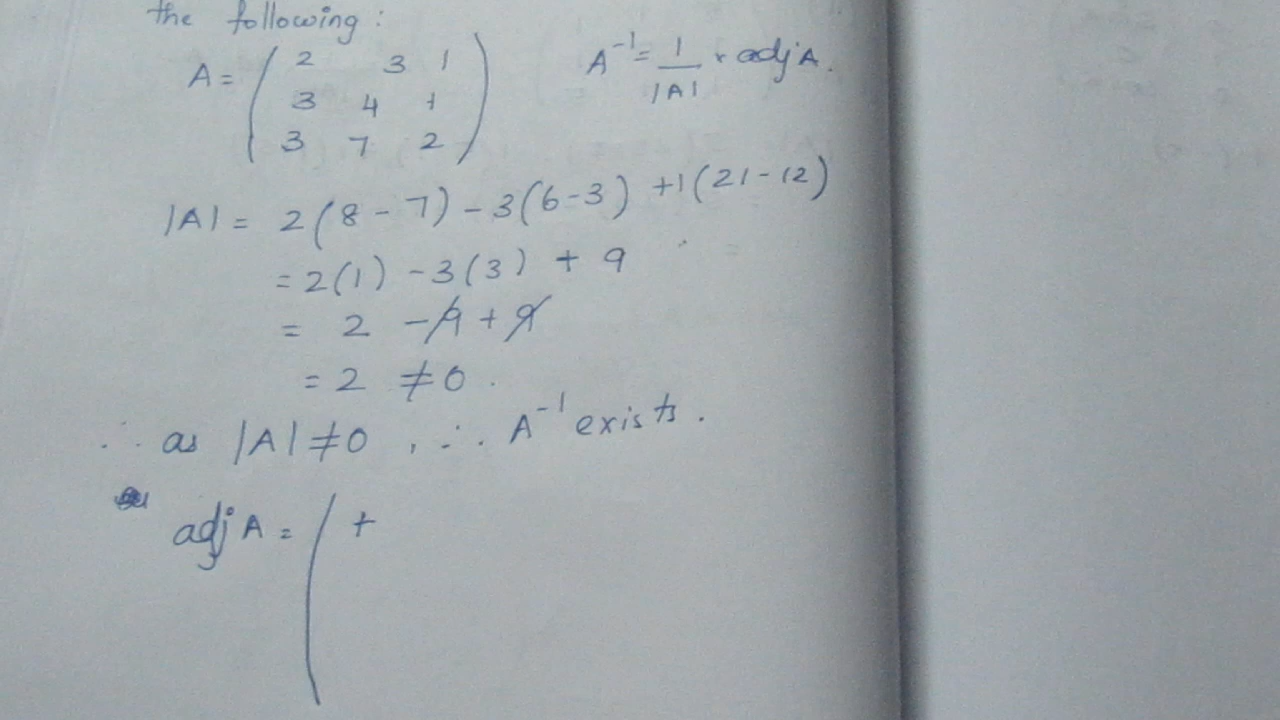 the following:
A = ( 2 3 1 A⁻¹ = 1/|A| × adj A.
3 4 1
3 7 2 )
|A| = 2(8 - 7) - 3(6 - 3) + 1(21 - 12)
= 2(1) - 3(3) + 9
= 2 - 9 + 9
= 2 ≠ 0.
∴ as |A| ≠ 0, ∴ A⁻¹ exists.
adj A = ( +